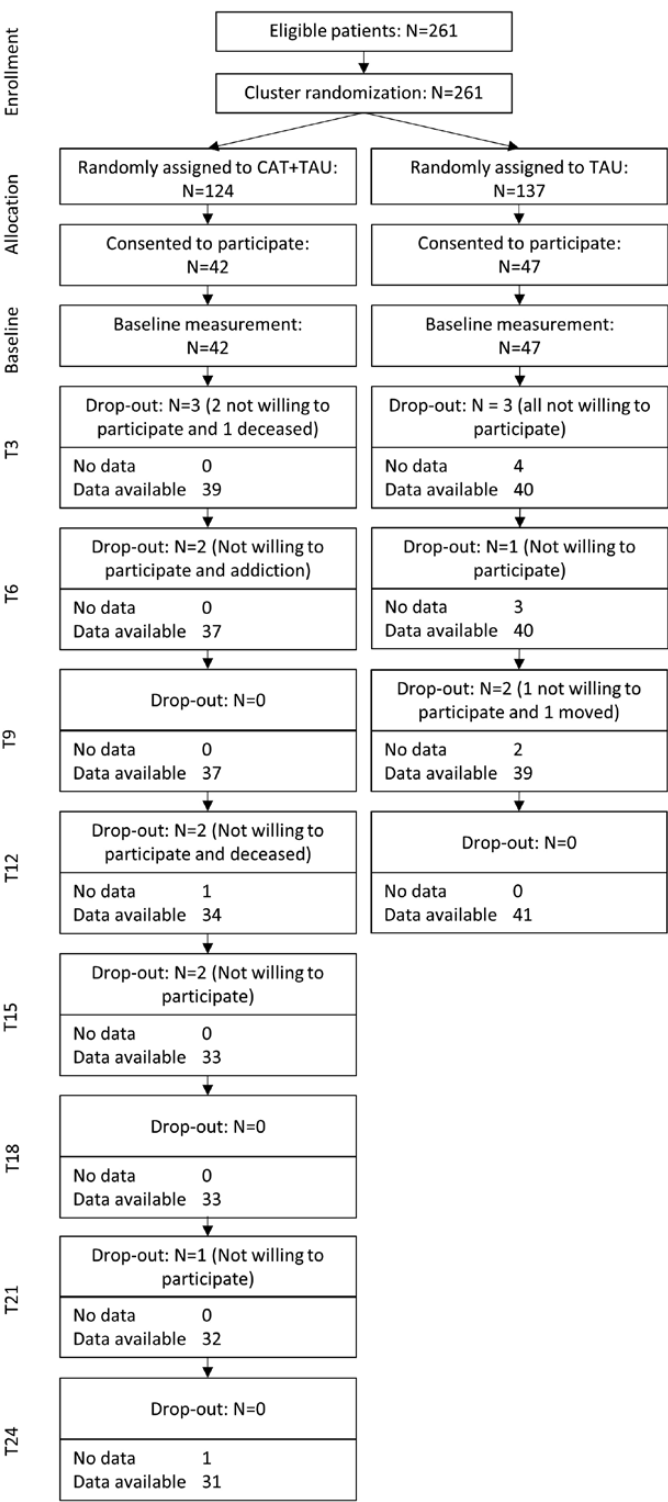 Enrollment
Eligible patients: N=261
Cluster randomization: N=261
Allocation
Randomly assigned to CAT+TAU:
N=124
Randomly assigned to TAU:
N=137
Consented to participate:
N=42
Consented to participate:
N=47
Baseline
Baseline measurement:
N=42
Baseline measurement:
N=47
T3
Drop-out: N=3 (2 not willing to
participate and 1 deceased)
No data 0
Data available 39
Drop-out: N = 3 (all not willing to
participate)
No data 4
Data available 40
T6
Drop-out: N=2 (Not willing to
participate and addiction)
No data 0
Data available 37
Drop-out: N=1 (Not willing to
participate)
No data 3
Data available 40
T9
Drop-out: N=0
No data 0
Data available 37
Drop-out: N=2 (1 not willing to
participate and 1 moved)
No data 2
Data available 39
T12
Drop-out: N=2 (Not willing to
participate and deceased)
No data 1
Data available 34
Drop-out: N=0
No data 0
Data available 41
T15
Drop-out: N=2 (Not willing to
participate)
No data 0
Data available 33
T18
Drop-out: N=0
No data 0
Data available 33
T21
Drop-out: N=1 (Not willing to
participate)
No data 0
Data available 32
T24
Drop-out: N=0
No data 1
Data available 31